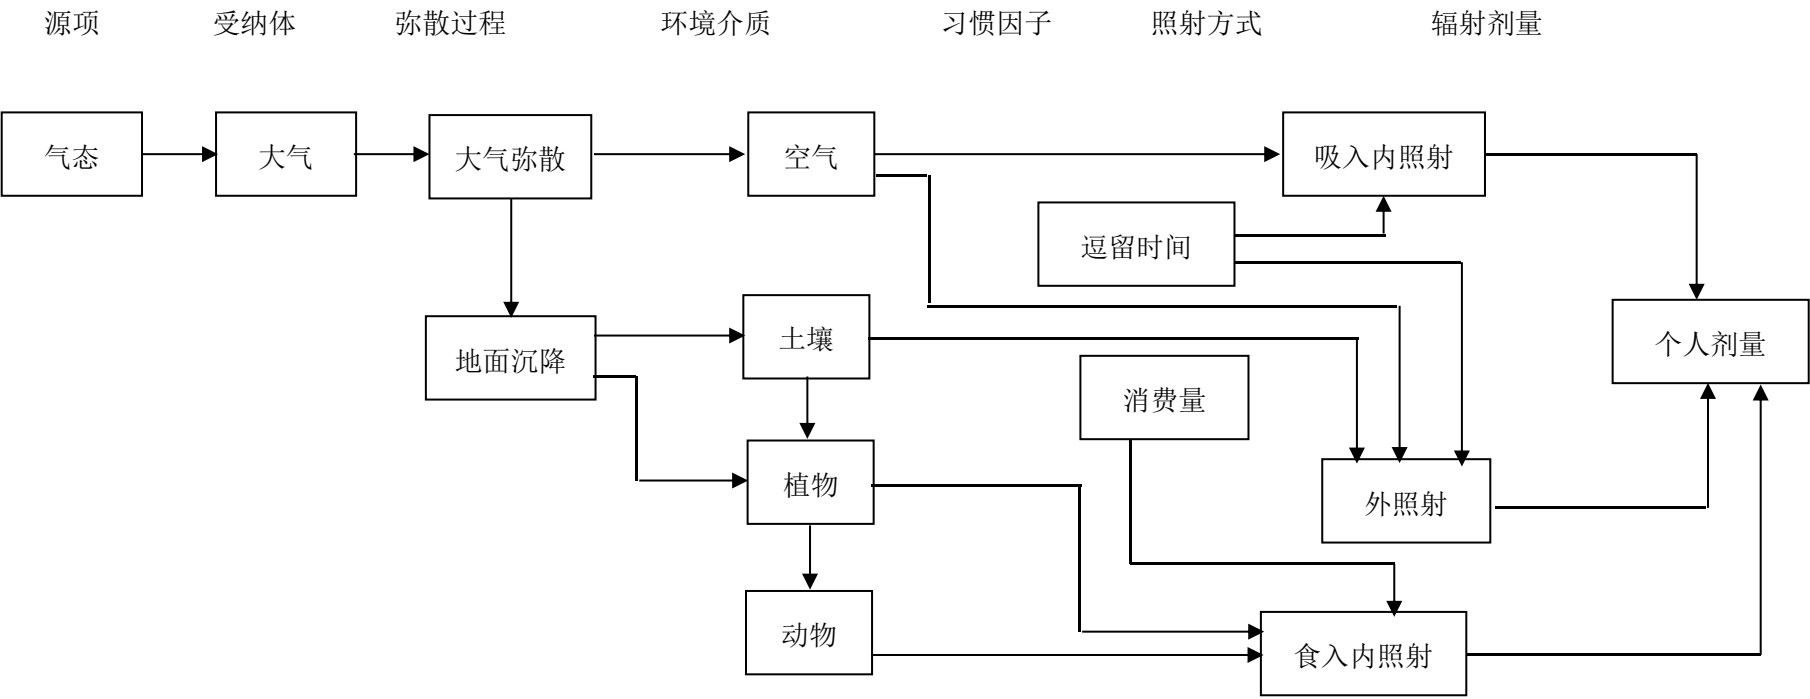 源项 受纳体 弥散过程 环境介质 习惯因子 照射方式 辐射剂量
气态
大气
大气弥散
空气
吸入内照射
逗留时间
地面沉降
土壤
个人剂量
消费量
植物
外照射
动物
食入内照射